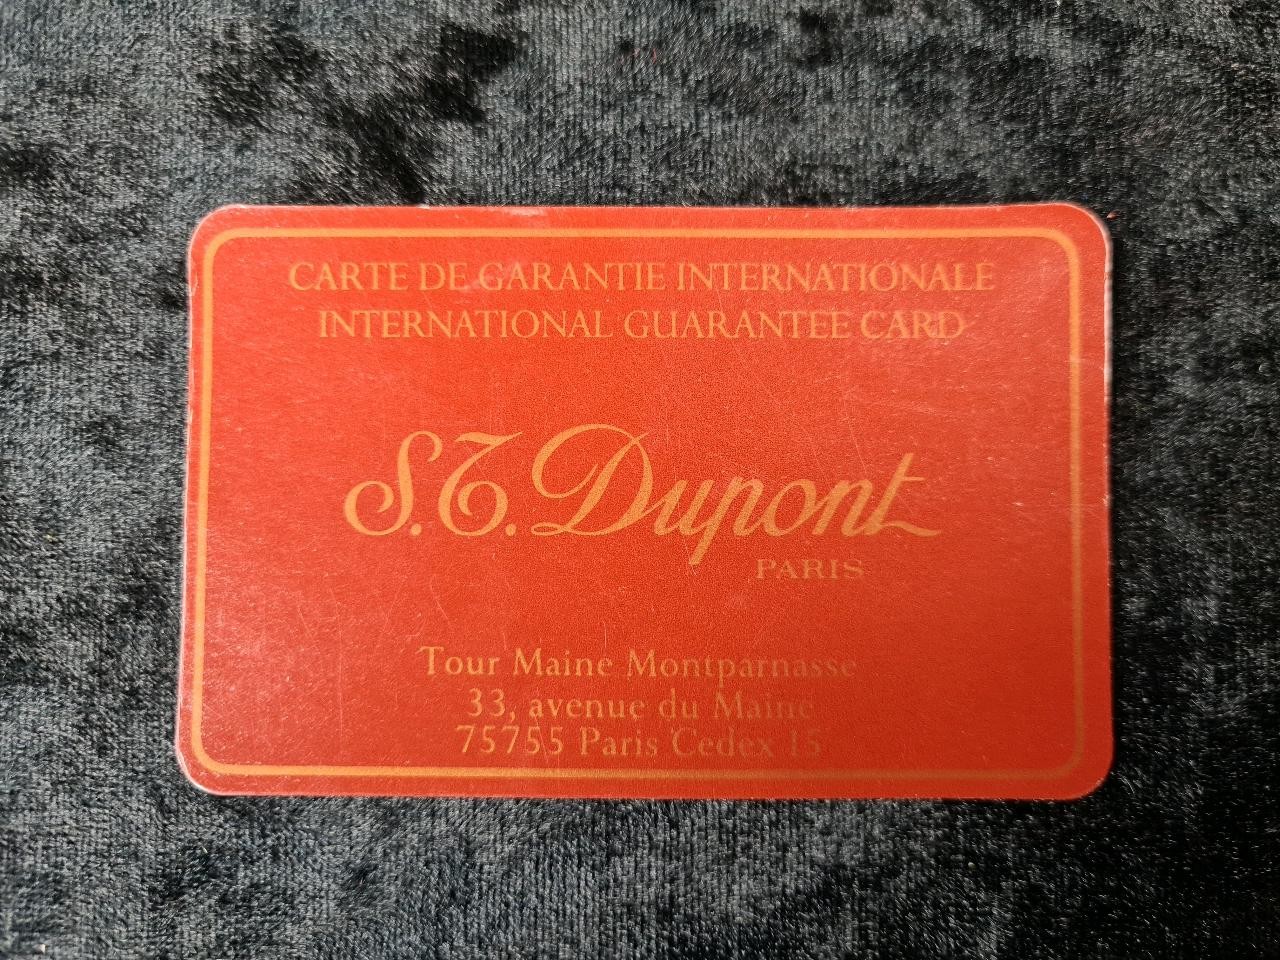 CARTE DE GARANTIE INTERNATIONALE
INTERNATIONAL GUARANTEE CARD
S.T. Dupont
PARIS
Tour Maine Montparnasse
33, avenue du Maine
75755 Paris Cedex 15